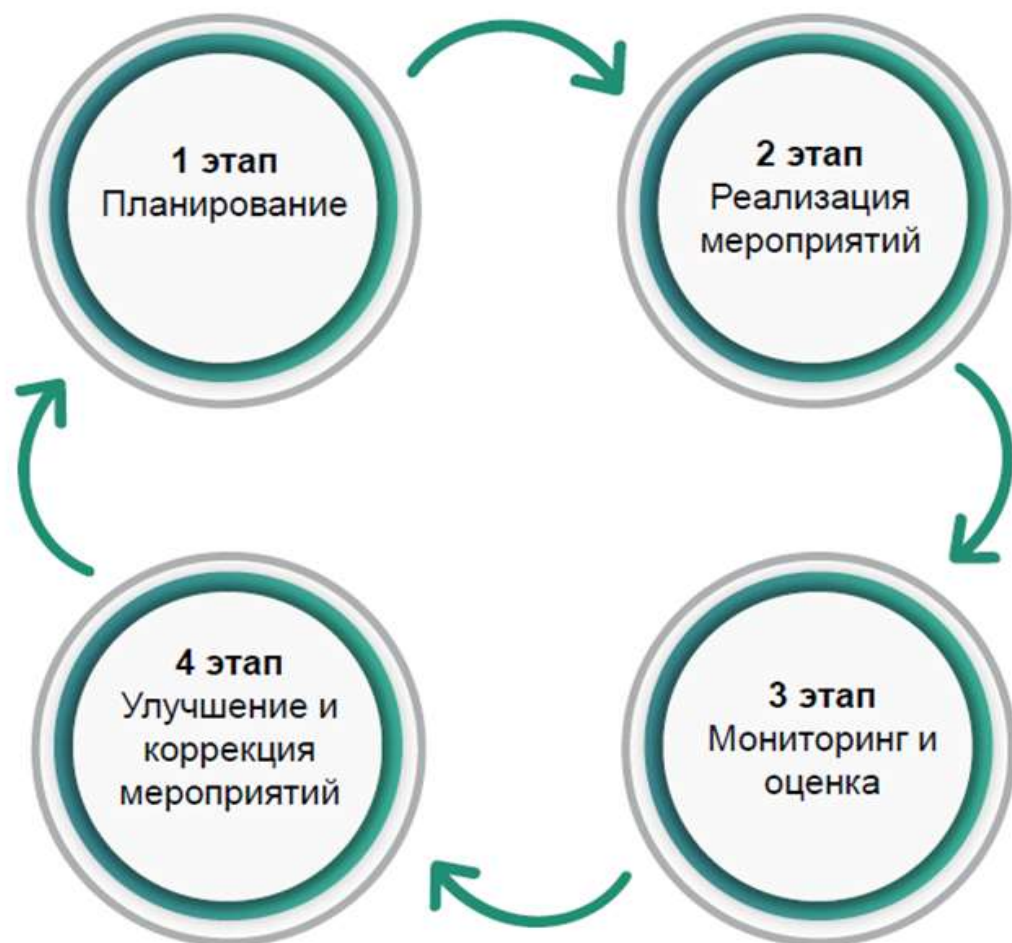 1 этап
Планирование
2 этап
Реализация
мероприятий
3 этап
Мониторинг и
оценка
4 этап
Улучшение и
коррекция
мероприятий